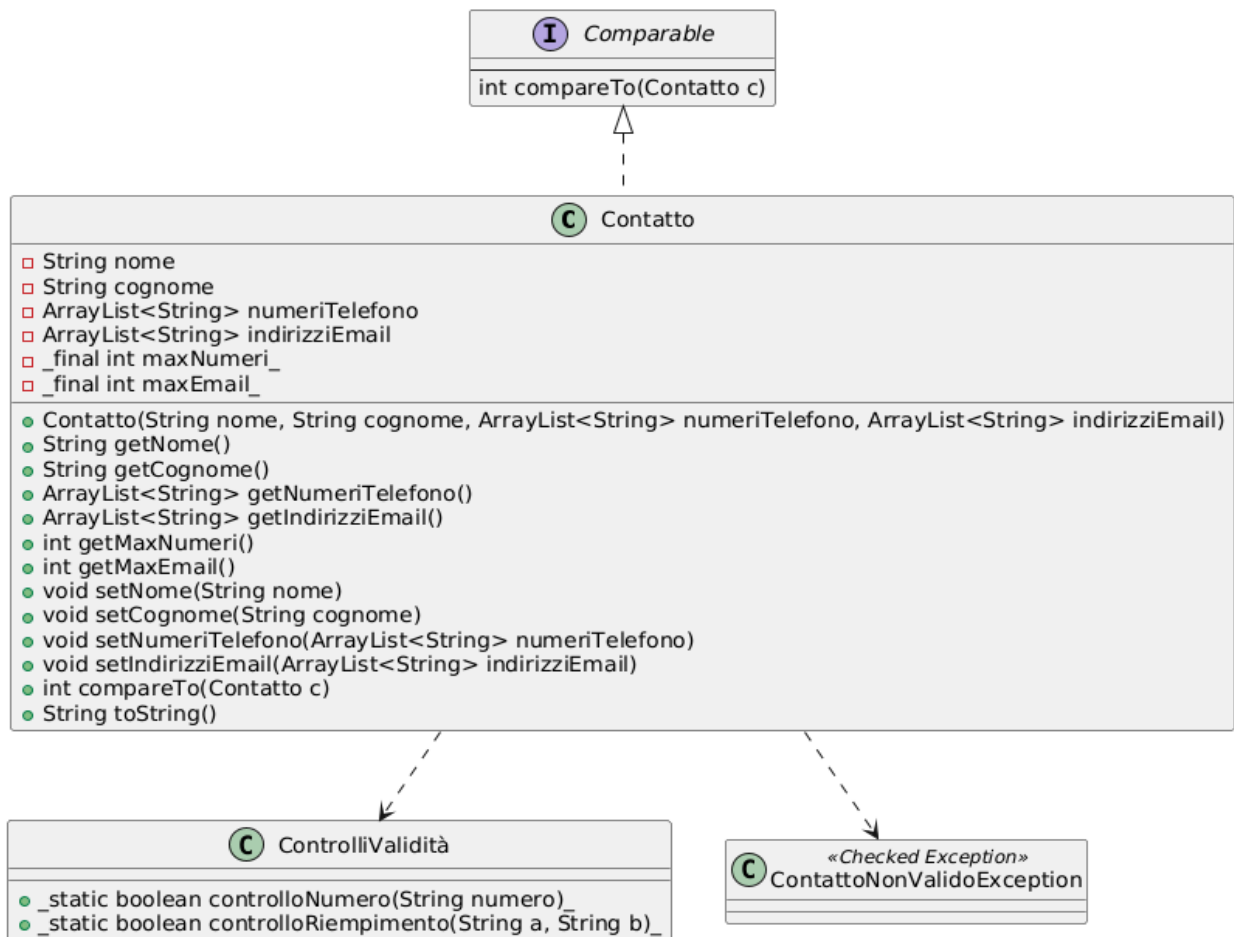 I Comparable
int compareTo(Contatto c)
C Contatto
String nome
String cognome
ArrayList<String> numeriTelefono
ArrayList<String> indirizziEmail
_final int maxNumeri_
_final int maxEmail_
Contatto(String nome, String cognome, ArrayList<String> numeriTelefono, ArrayList<String> indirizziEmail)
String getNome()
String getCognome()
ArrayList<String> getNumeriTelefono()
ArrayList<String> getIndirizziEmail()
int getMaxNumeri()
int getMaxEmail()
void setNome(String nome)
void setCognome(String cognome)
void setNumeriTelefono(ArrayList<String> numeriTelefono)
void setIndirizziEmail(ArrayList<String> indirizziEmail)
int compareTo(Contatto c)
String toString()
C ControlliValidità
_static boolean controlloNumero(String numero)_
_static boolean controlloRiempimento(String a, String b)_
«Checked Exception»
C ContattoNonValidoException